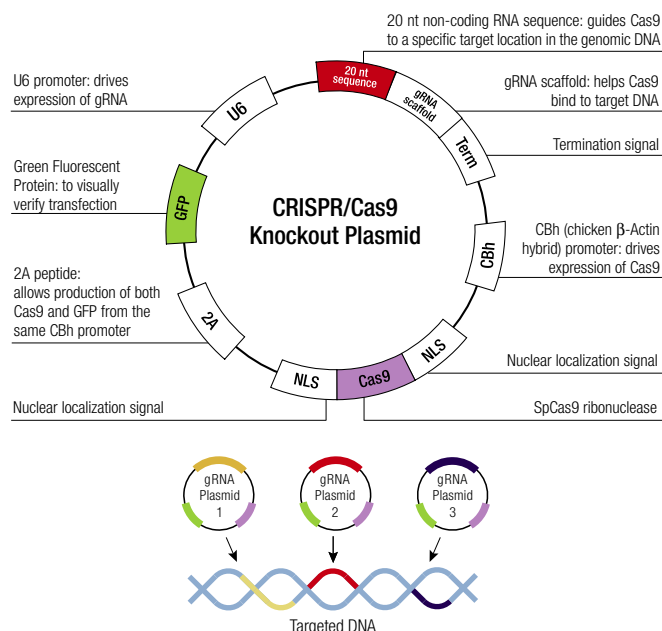 20 nt non-coding RNA sequence: guides Cas9
to a specific target location in the genomic DNA
U6 promoter: drives
expression of gRNA
gRNA scaffold: helps Cas9
bind to target DNA
Termination signal
Green Fluorescent
Protein: to visually
verify transfection
CBh (chicken β-Actin
hybrid) promoter: drives
expression of Cas9
2A peptide:
allows production of both
Cas9 and GFP from the
same CBh promoter
Nuclear localization signal
Nuclear localization signal
SpCas9 ribonuclease
CRISPR/Cas9
Knockout Plasmid
20 nt
sequence
gRNA
scaffold
Term
CBh
NLS
Cas9
NLS
2A
GFP
U6
gRNA
Plasmid
1
gRNA
Plasmid
2
gRNA
Plasmid
3
Targeted DNA